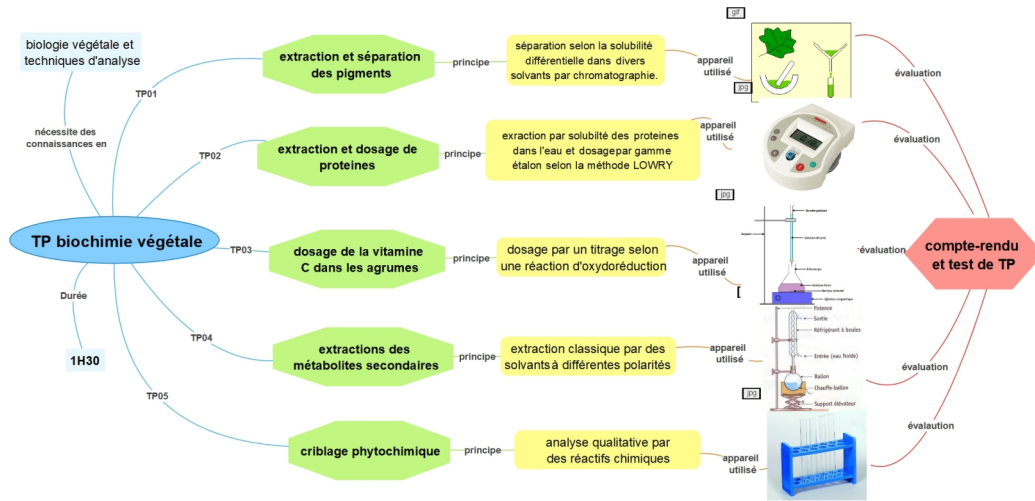 biologie végétale et
techniques d'analyse
nécessite des
connaissances en
TP biochimie végétale
Durée
1H30
TP01
extraction et séparation
des pigments
principe
séparation selon la solubilité
différentielle dans divers
solvants par chromatographie.
appareil
utilisé
gif
évaluation
TP02
extraction et dosage de
proteines
principe
exraction par solubilté des proteines
dans l'eau et dosagepar gamme
étalon selon la méthode LOWRY
appareil
utilisé
jpg
évaluation
TP03
dosage de la vitamine
C dans les agrumes
principe
dosage par un titrage selon
une réaction d'oxydoréduction
appareil
utilisé
jpg
évaluation
TP04
extractions des
métabolites secondaires
principe
extraction classique par des
solvants à différentes polarités
appareil
utilisé
Potence
Sortie
Réfrigérant à boules
Entrée (eau froide)
Ballon
Chauffe-ballon
Support élévateur
évaluation
TP05
criblage phytochimique
principe
analyse qualitative par
des réactifs chimiques
appareil
utilisé
jpg
évalaution
compte-rendu
et test de TP